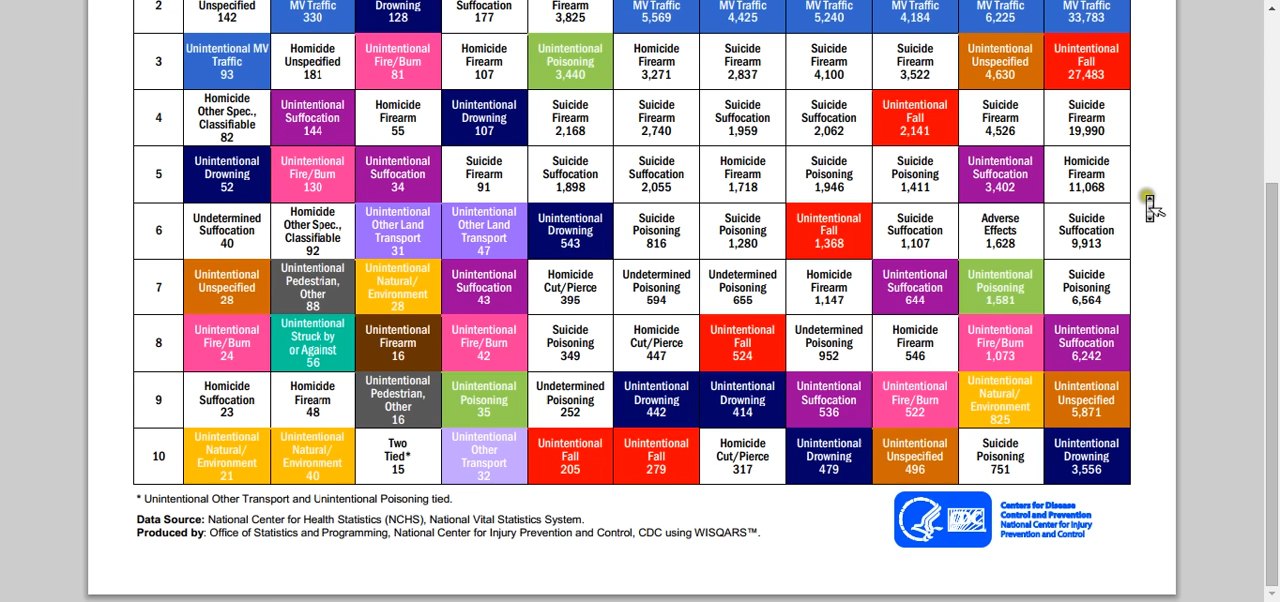 2 Unspecified 142 MV Traffic 330 Drowning 128 Suffocation 177 Firearm 3,825 MV Traffic 5,569 MV Traffic 4,425 MV Traffic 5,240 MV Traffic 4,184 MV Traffic 6,225 MV Traffic 33,783
3 Unintentional MV Traffic 93 Homicide Unspecified 181 Unintentional Fire/Burn 81 Homicide Firearm 107 Unintentional Poisoning 3,440 Homicide Firearm 3,271 Suicide Firearm 2,837 Suicide Firearm 4,100 Suicide Firearm 3,522 Unintentional Unspecified 4,630 Unintentional Fall 27,483
4 Homicide Other Spec., Classifiable 82 Unintentional Suffocation 144 Homicide Firearm 55 Unintentional Drowning 107 Suicide Firearm 2,168 Suicide Firearm 2,740 Suicide Suffocation 1,959 Suicide Suffocation 2,062 Unintentional Fall 2,141 Suicide Firearm 4,526 Suicide Firearm 19,990
5 Unintentional Drowning 52 Unintentional Fire/Burn 130 Unintentional Suffocation 34 Suicide Firearm 91 Suicide Suffocation 1,898 Suicide Suffocation 2,055 Homicide Firearm 1,718 Suicide Poisoning 1,946 Suicide Poisoning 1,411 Unintentional Suffocation 3,402 Homicide Firearm 11,068
6 Undetermined Suffocation 40 Homicide Other Spec., Classifiable 92 Unintentional Other Land Transport 31 Unintentional Other Land Transport 47 Unintentional Drowning 543 Suicide Poisoning 816 Suicide Poisoning 1,280 Unintentional Fall 1,368 Suicide Suffocation 1,107 Adverse Effects 1,628 Suicide Suffocation 9,913
7 Unintentional Unspecified 28 Unintentional Pedestrian, Other 88 Unintentional Natural/ Environment 28 Unintentional Suffocation 43 Homicide Cut/Pierce 395 Undetermined Poisoning 594 Undetermined Poisoning 655 Homicide Firearm 1,147 Unintentional Suffocation 644 Unintentional Poisoning 1,581 Suicide Poisoning 6,564
8 Unintentional Fire/Burn 24 Unintentional Struck by or Against 56 Unintentional Firearm 16 Unintentional Fire/Burn 42 Suicide Poisoning 349 Homicide Cut/Pierce 447 Unintentional Fall 524 Undetermined Poisoning 952 Homicide Firearm 546 Unintentional Fire/Burn 1,073 Unintentional Suffocation 6,242
9 Homicide Suffocation 23 Homicide Firearm 48 Unintentional Pedestrian, Other 16 Unintentional Poisoning 35 Undetermined Poisoning 252 Unintentional Drowning 442 Unintentional Drowning 414 Unintentional Suffocation 536 Unintentional Fire/Burn 522 Unintentional Natural/ Environment 825 Unintentional Unspecified 5,871
10 Unintentional Natural/ Environment 21 Unintentional Natural/ Environment 40 Two Tied* 15 Unintentional Other Transport 32 Unintentional Fall 205 Unintentional Fall 279 Homicide Cut/Pierce 317 Unintentional Drowning 479 Unintentional Unspecified 496 Suicide Poisoning 751 Unintentional Drowning 3,556
* Unintentional Other Transport and Unintentional Poisoning tied.
Data Source: National Center for Health Statistics (NCHS), National Vital Statistics System.
Produced by: Office of Statistics and Programming, National Center for Injury Prevention and Control, CDC using WISQARS™.
CDC
Centers for Disease
Control and Prevention
National Center for Injury
Prevention and Control